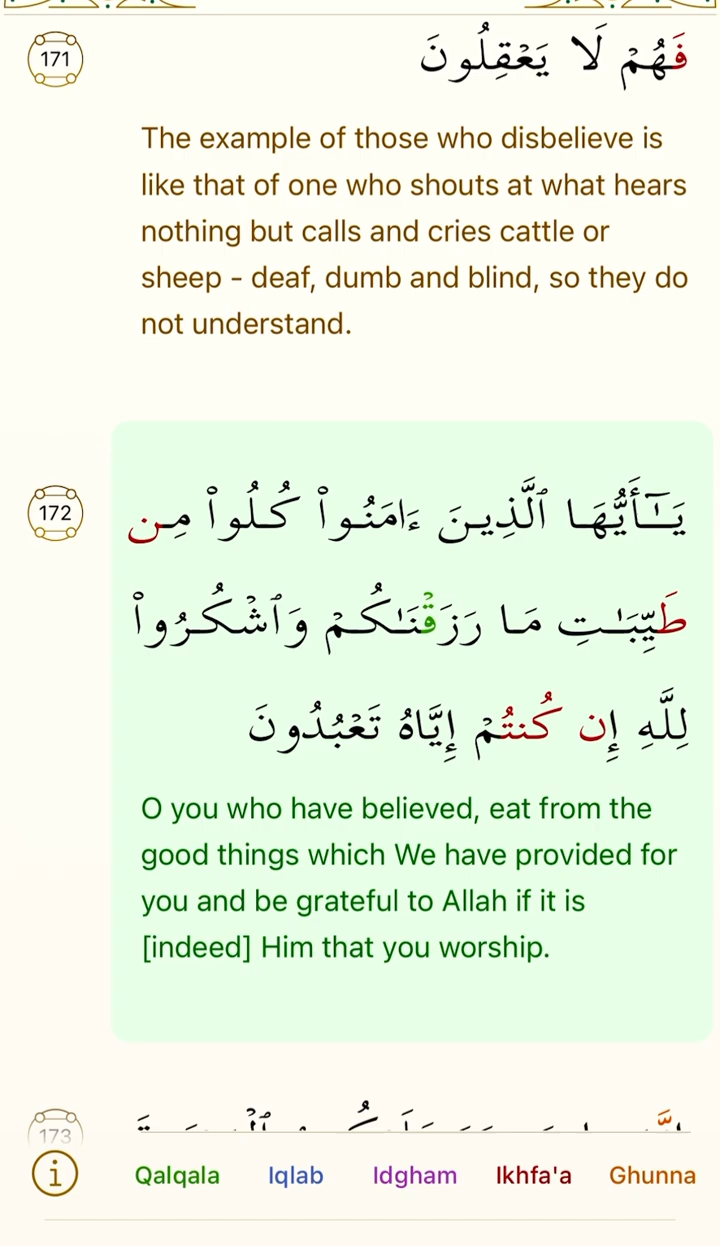 171
فَهُمْ لَا يَعْقِلُونَ
The example of those who disbelieve is
like that of one who shouts at what hears
nothing but calls and cries cattle or
sheep - deaf, dumb and blind, so they do
not understand.
172
يَـٰٓأَيُّهَا ٱلَّذِينَ ءَامَنُوا۟ كُلُوا۟ مِن
طَيِّبَـٰتِ مَا رَزَقْنَـٰكُمْ وَٱشْكُرُوا۟
لِلَّهِ إِن كُنتُمْ إِيَّاهُ تَعْبُدُونَ
O you who have believed, eat from the
good things which We have provided for
you and be grateful to Allah if it is
[indeed] Him that you worship.
173
Qalqala Iqlab Idgham Ikhfa'a Ghunna